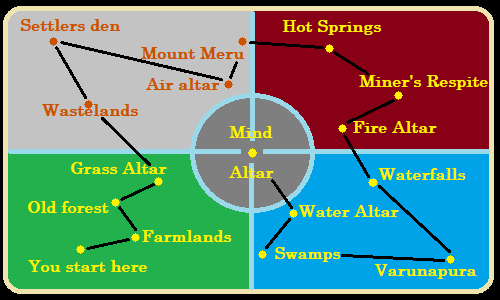 Settlers den
Mount Meru
Air altar
Wastelands
Hot Springs
Miner's Respite
Fire Altar
Mind
Altar
Grass Altar
Old forest
Farmlands
You start here
Waterfalls
Water Altar
Swamps
Varunapura